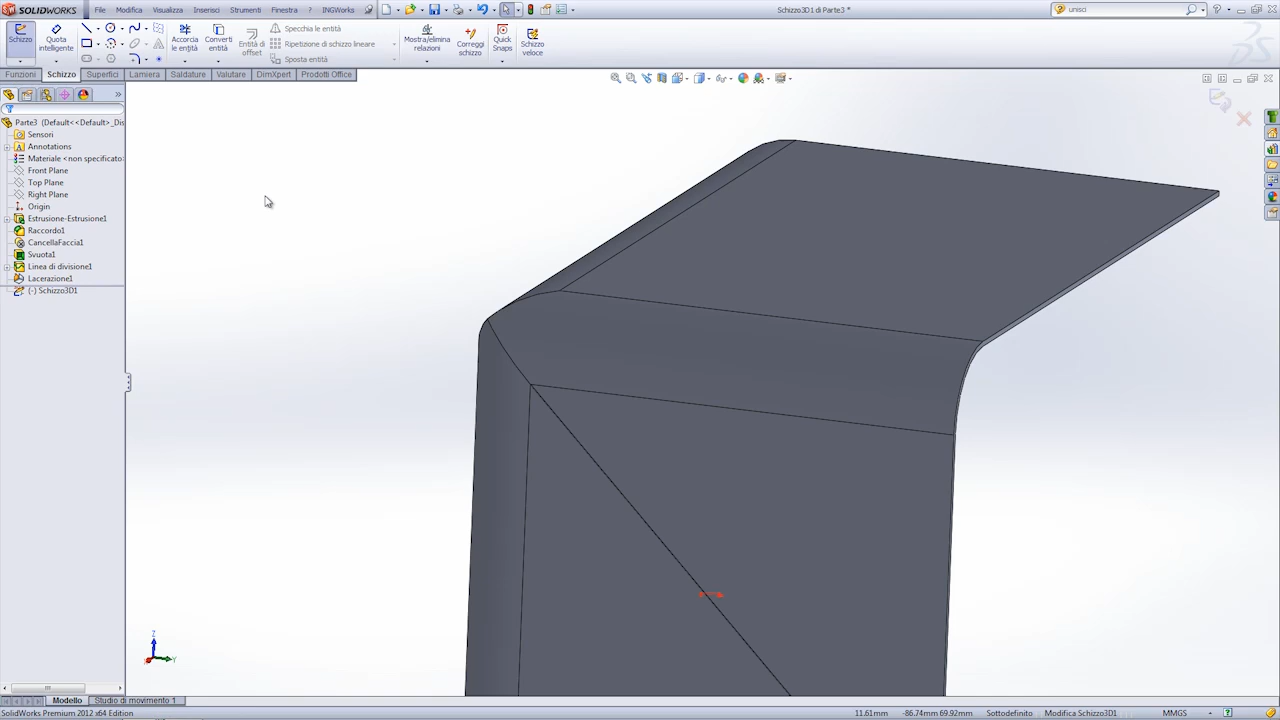 SOLIDWORKS File Modifica Visualizza Inserisci Strumenti Finestra ? INGWorks Schizzo3D1 di Parte3 * unisci
Schizzo Quota intelligente Accorcia le entità Converti entità Entità di offset Specchia le entità Ripetizione di schizzo lineare Sposta entità Mostra/elimina relazioni Correggi schizzo Quick Snaps Schizzo veloce
Funzioni Schizzo Superfici Lamiera Saldature Valutare DimXpert Prodotti Office
Parte3 (Default<<Default>_Dis
Sensori
Annotations
Materiale <non specificato>
Front Plane
Top Plane
Right Plane
Origin
Estrusione-Estrusione1
Raccordo1
CancellaFaccia1
Svuota1
Linea di divisione1
Lacerazione1
(-) Schizzo3D1
Z
Y
Modello Studio di movimento 1
SolidWorks Premium 2012 x64 Edition 11.61mm -86.74mm 69.92mm Sottodefinito Modifica Schizzo3D1 MMGS